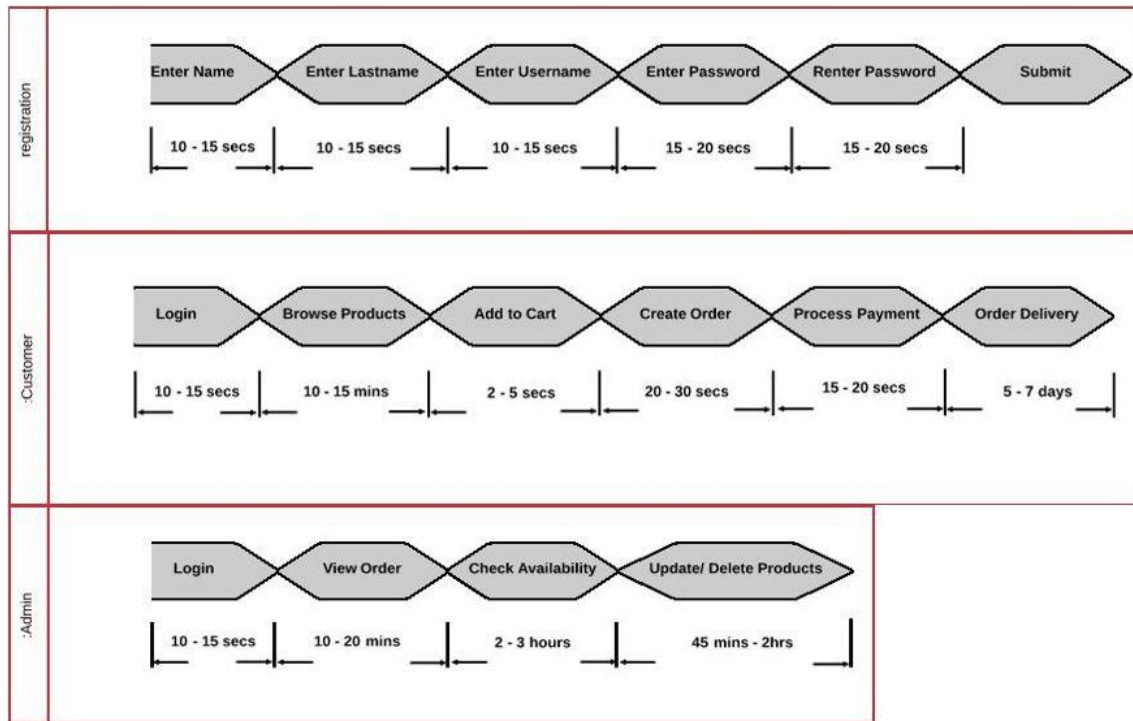 registration
Enter Name
Enter Lastname
Enter Username
Enter Password
Renter Password
Submit
10 - 15 secs
10 - 15 secs
10 - 15 secs
15 - 20 secs
15 - 20 secs
:Customer
Login
Browse Products
Add to Cart
Create Order
Process Payment
Order Delivery
10 - 15 secs
10 - 15 mins
2 - 5 secs
20 - 30 secs
15 - 20 secs
5 - 7 days
:Admin
Login
View Order
Check Availability
Update/ Delete Products
10 - 15 secs
10 - 20 mins
2 - 3 hours
45 mins - 2hrs